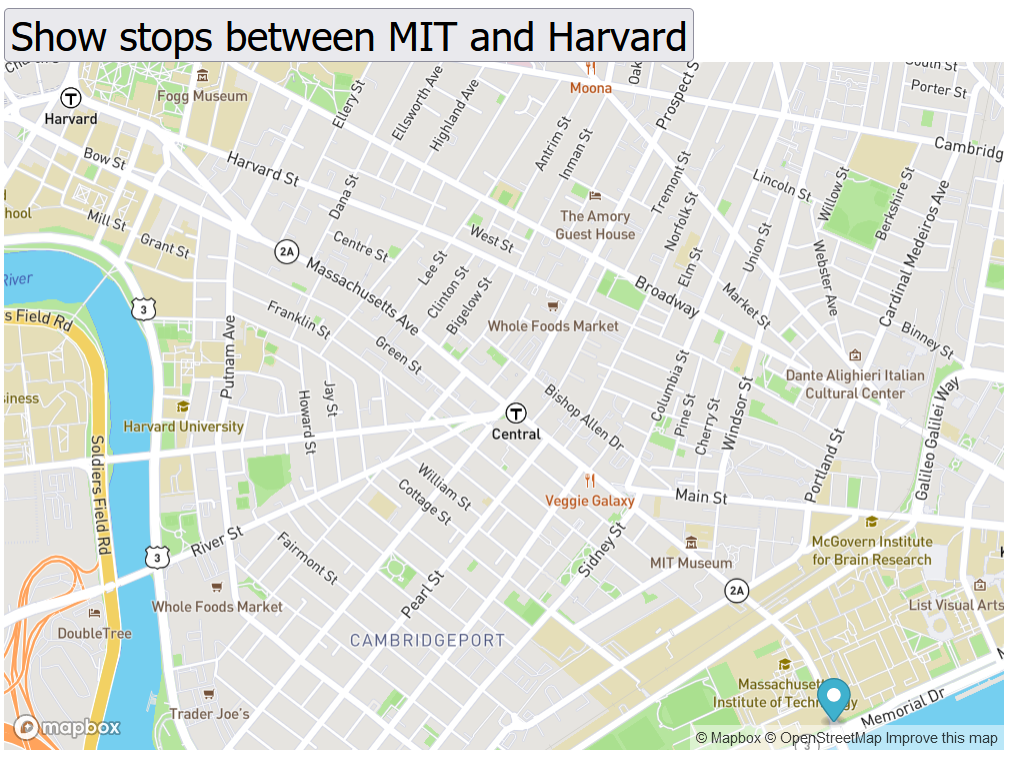 Show stops between MIT and Harvard
South St
Fogg Museum
Ellery St
Ellsworth Ave
Highland Ave
Moona
Oak
Prospect S
Porter St
Harvard
Cambridg
Bow St
Harvard St
Antrim St
Inman St
Tremont St
Lincoln St
Willow St
Berkshire St
hool
Mill St
Grant St
Dana St
The Amory
Guest House
Norfolk St
Union St
Cardinal Medeiros Ave
River
2A
Centre St
West St
Lee St
Clinton St
Bigelow St
Massachusetts Ave
Elm St
Webster Ave
3
s Field Rd
Franklin St
Green St
Whole Foods Market
Broadway
Market St
Binney St
Putnam Ave
Jay St
Howard St
Columbia St
Pine St
Cherry St
Windsor St
Dante Alighieri Italian
Cultural Center
siness
Harvard University
T
Central
Bishop Allen Dr
Galileo Galilei Way
Soldiers Field Rd
William St
Cottage St
Veggie Galaxy
Main St
Portland St
3
River St
Fairmont St
Pearl St
Sidney St
MIT Museum
McGovern Institute
for Brain Research
Whole Foods Market
2A
List Visual Arts
DoubleTree
CAMBRIDGEPORT
Massachuset
Institute of Technology
Trader Joe's
Memorial Dr
mapbox
© Mapbox © OpenStreetMap Improve this map